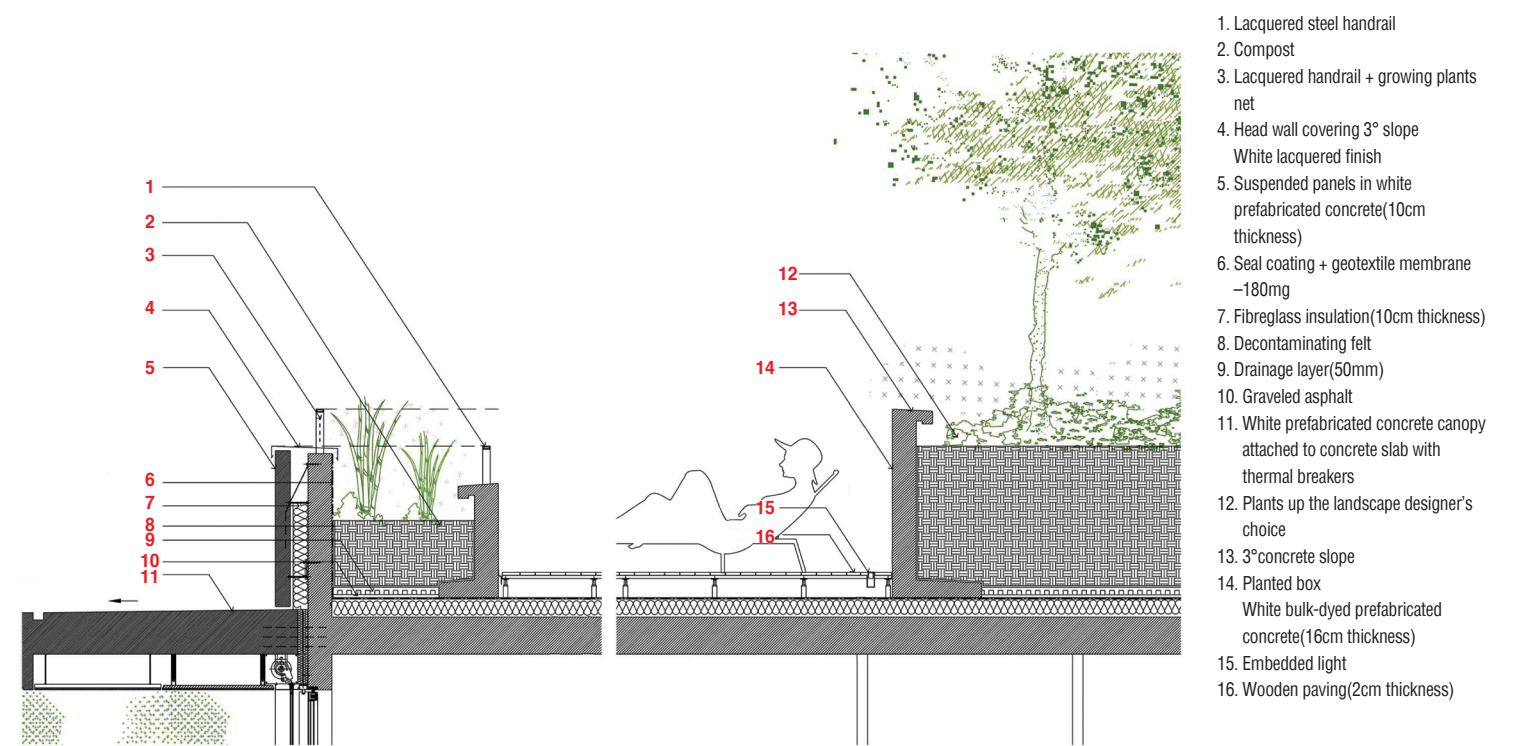 1
2
3
4
5
6
7
8
9
10
11
12
13
14
15
16
1. Lacquered steel handrail
2. Compost
3. Lacquered handrail + growing plants
net
4. Head wall covering 3° slope
White lacquered finish
5. Suspended panels in white
prefabricated concrete(10cm
thickness)
6. Seal coating + geotextile membrane
–180mg
7. Fibreglass insulation(10cm thickness)
8. Decontaminating felt
9. Drainage layer(50mm)
10. Graveled asphalt
11. White prefabricated concrete canopy
attached to concrete slab with
thermal breakers
12. Plants up the landscape designer’s
choice
13. 3°concrete slope
14. Planted box
White bulk-dyed prefabricated
concrete(16cm thickness)
15. Embedded light
16. Wooden paving(2cm thickness)